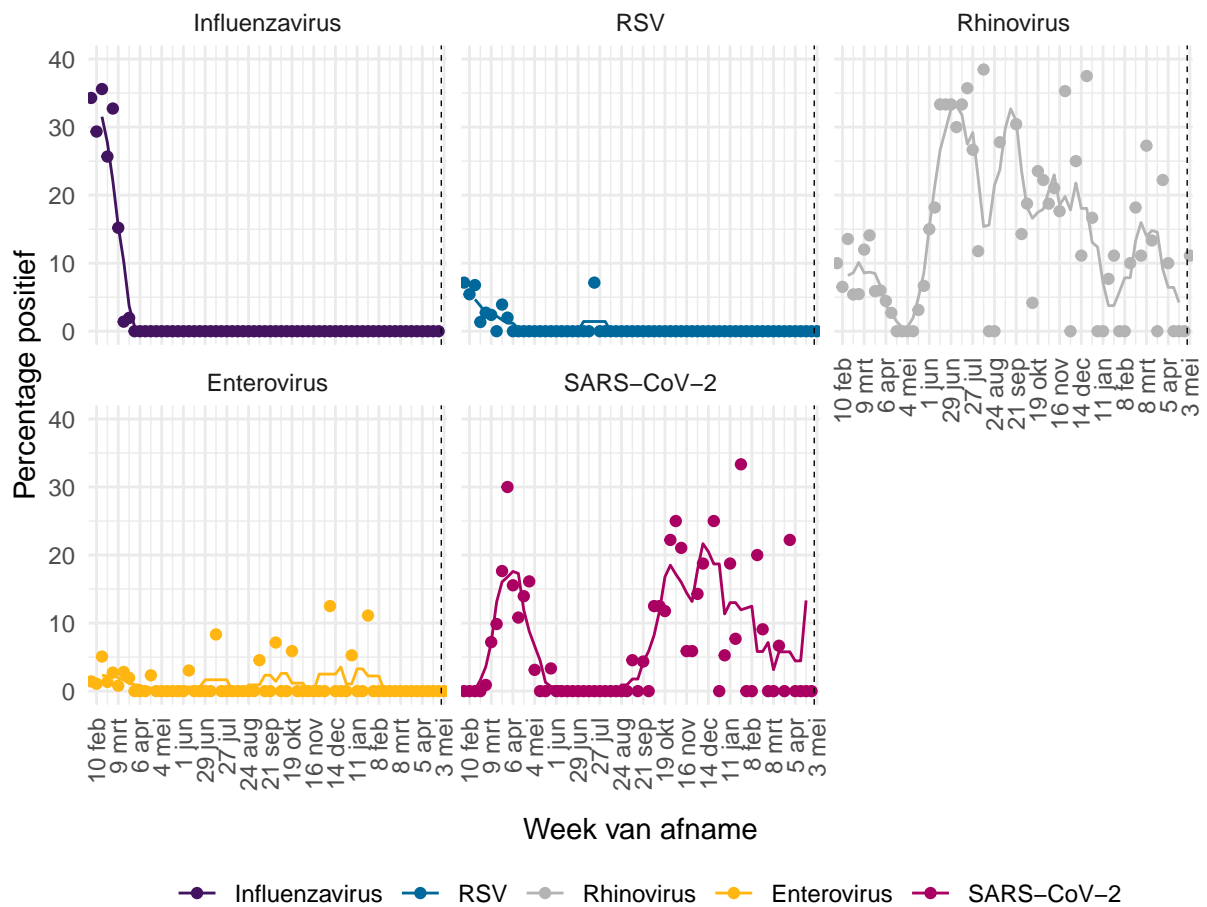 Influenzavirus RSV Rhinovirus
40
30
20
10
0
10 feb 9 mrt 6 apr 4 mei 1 jun 29 jun 27 jul 24 aug 21 sep 19 okt 16 nov 14 dec 11 jan 8 feb 8 mrt 5 apr 3 mei
Enterovirus SARS−CoV−2
40
30
20
10
0
10 feb 9 mrt 6 apr 4 mei 1 jun 29 jun 27 jul 24 aug 21 sep 19 okt 16 nov 14 dec 11 jan 8 feb 8 mrt 5 apr 3 mei
10 feb 9 mrt 6 apr 4 mei 1 jun 29 jun 27 jul 24 aug 21 sep 19 okt 16 nov 14 dec 11 jan 8 feb 8 mrt 5 apr 3 mei
Percentage positief
Week van afname
Influenzavirus RSV Rhinovirus Enterovirus SARS−CoV−2